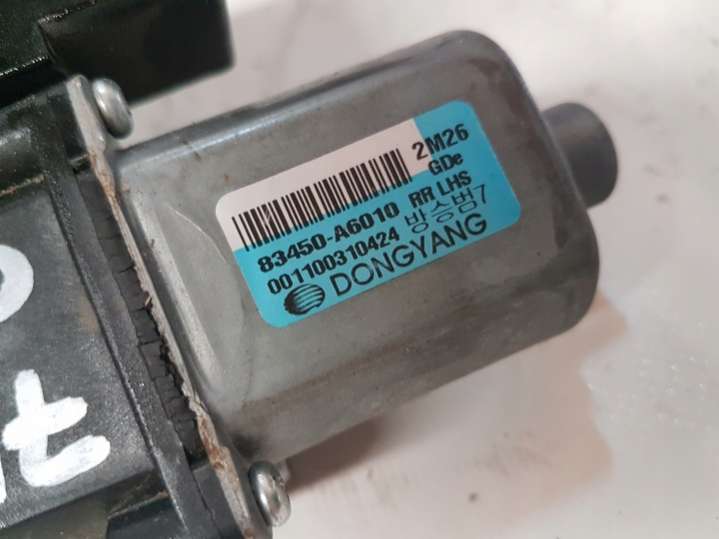 2M26
GDe
83450-A6010 RR LHS
001100310424 방승범7
DONGYANG